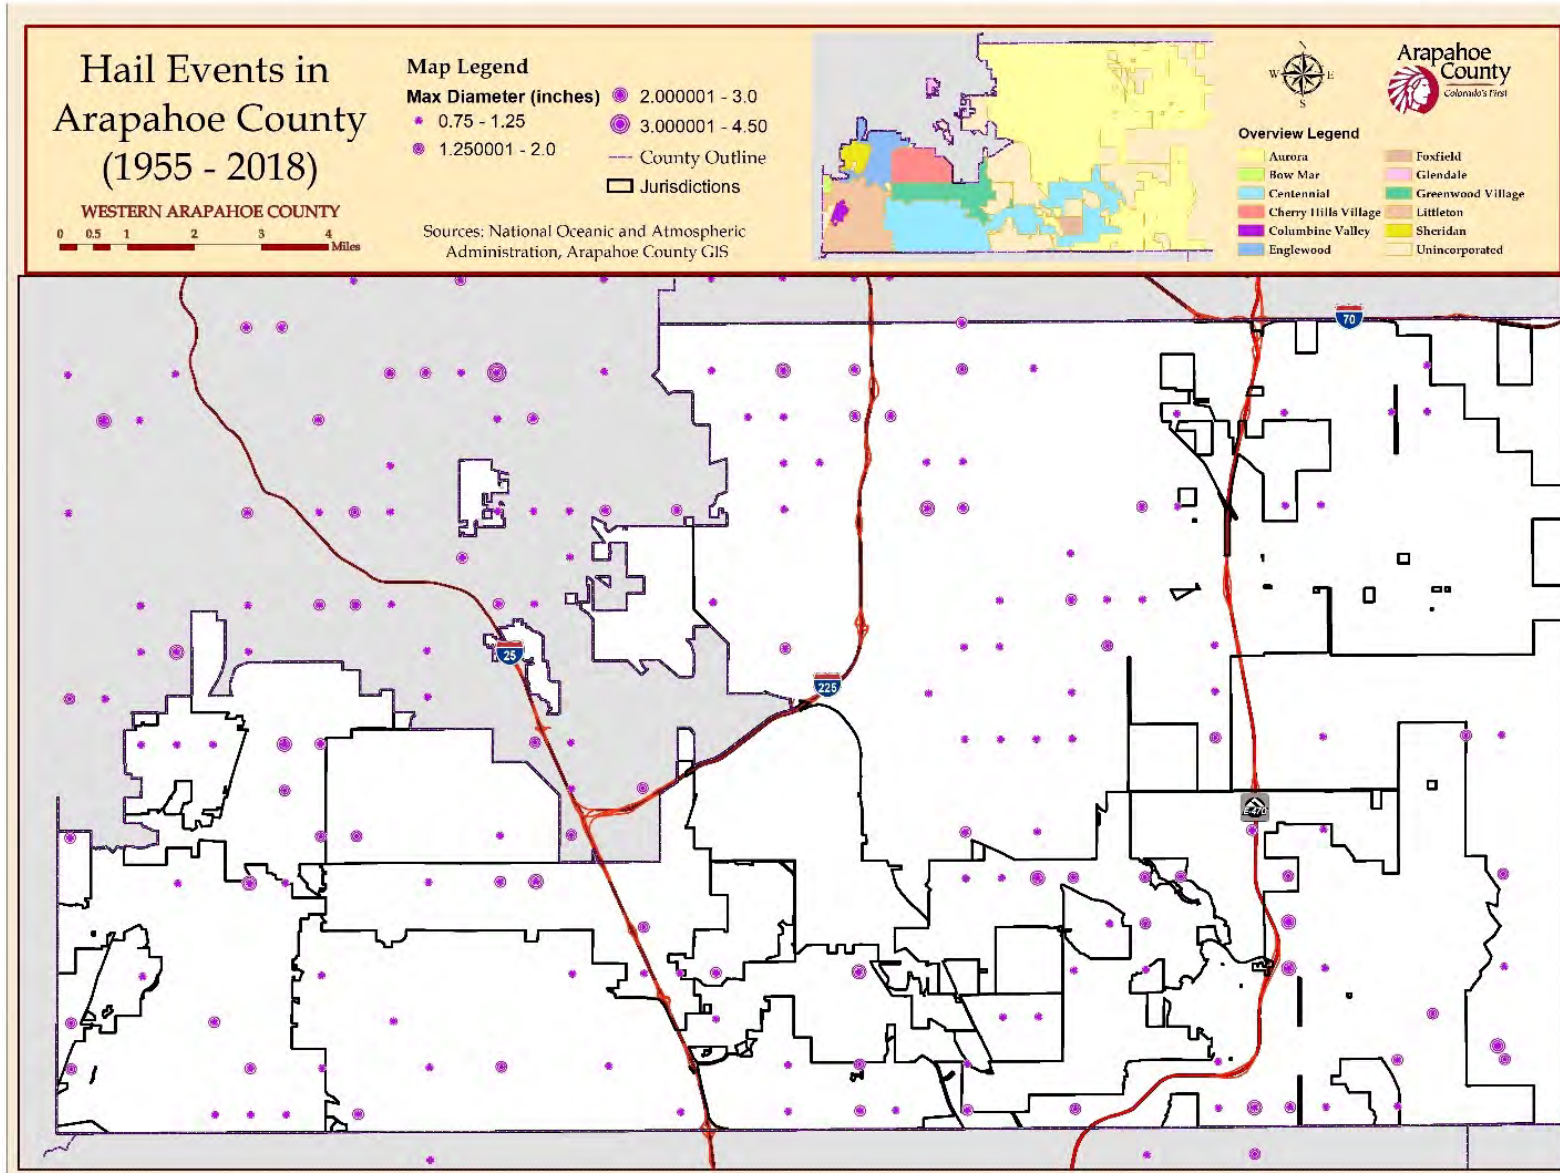 Hail Events in
Arapahoe County
(1955 - 2018)
WESTERN ARAPAHOE COUNTY
0 0.5 1 2 3 4
Miles
Map Legend
Max Diameter (inches)
0.75 - 1.25
1.250001 - 2.0
2.000001 - 3.0
3.000001 - 4.50
County Outline
Jurisdictions
Sources: National Oceanic and Atmospheric
Administration, Arapahoe County GIS
N
W E
S
Arapahoe
County
Colorado's First
Overview Legend
Aurora
Bow Mar
Centennial
Cherry Hills Village
Columbine Valley
Englewood
Foxfield
Glendale
Greenwood Village
Littleton
Sheridan
Unincorporated
70
25
225
E-470